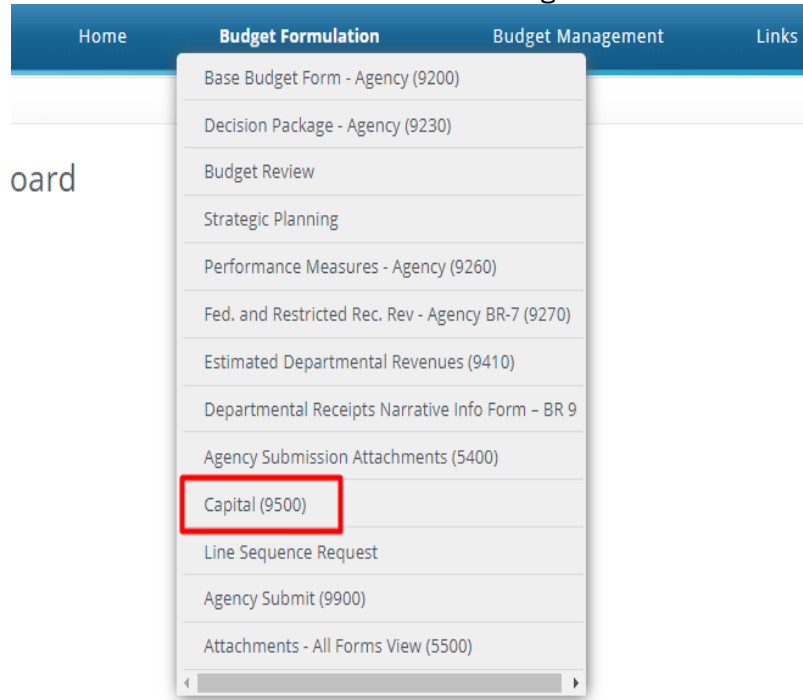 Home Budget Formulation Budget Management Links
Base Budget Form - Agency (9200)
Decision Package - Agency (9230)
oard
Budget Review
Strategic Planning
Performance Measures - Agency (9260)
Fed. and Restricted Rec. Rev - Agency BR-7 (9270)
Estimated Departmental Revenues (9410)
Departmental Receipts Narrative Info Form – BR 9
Agency Submission Attachments (5400)
Capital (9500)
Line Sequence Request
Agency Submit (9900)
Attachments - All Forms View (5500)